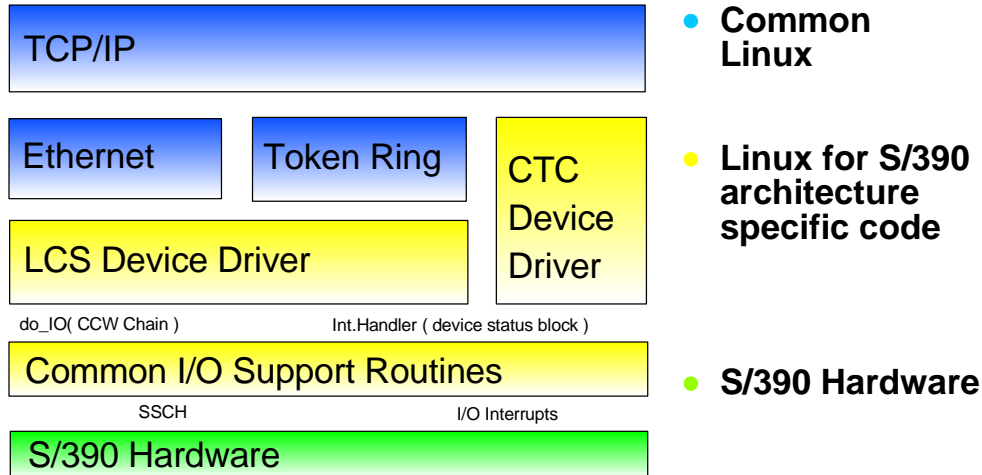 TCP/IP
Ethernet
Token Ring
CTC
Device
Driver
LCS Device Driver
do_IO( CCW Chain )
Int.Handler ( device status block )
Common I/O Support Routines
SSCH
I/O Interrupts
S/390 Hardware
Common
Linux
Linux for S/390
architecture
specific code
S/390 Hardware